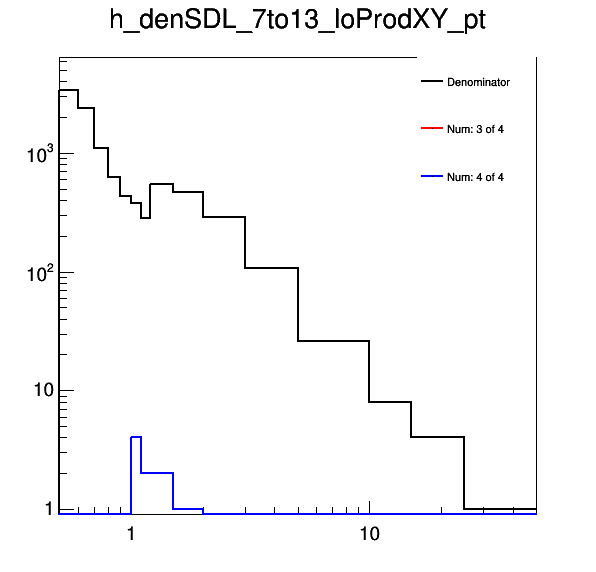 h_denSDL_7to13_loProdXY_pt
Denominator
Num: 3 of 4
Num: 4 of 4
10³
10²
10
1
1
10